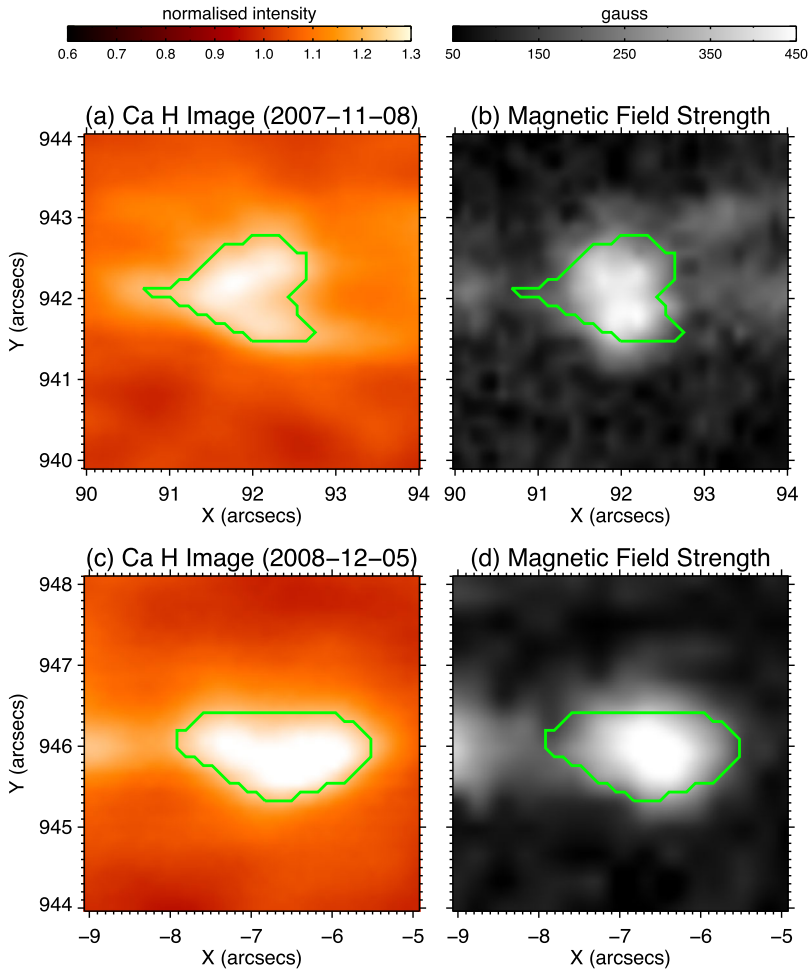 normalised intensity gauss
0.6 0.7 0.8 0.9 1.0 1.1 1.2 1.3 50 150 250 350 450
(a) Ca H Image (2007−11−08) (b) Magnetic Field Strength
944
943
942
941
940
Y (arcsecs)
90 91 92 93 94 90 91 92 93 94
X (arcsecs) X (arcsecs)
(c) Ca H Image (2008−12−05) (d) Magnetic Field Strength
948
947
946
945
944
Y (arcsecs)
−9 −8 −7 −6 −5 −9 −8 −7 −6 −5
X (arcsecs) X (arcsecs)